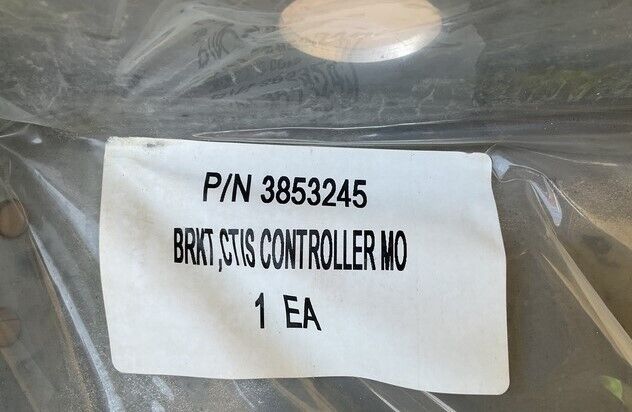 P/N 3853245
BRKT,CTIS CONTROLLER MO
1 EA